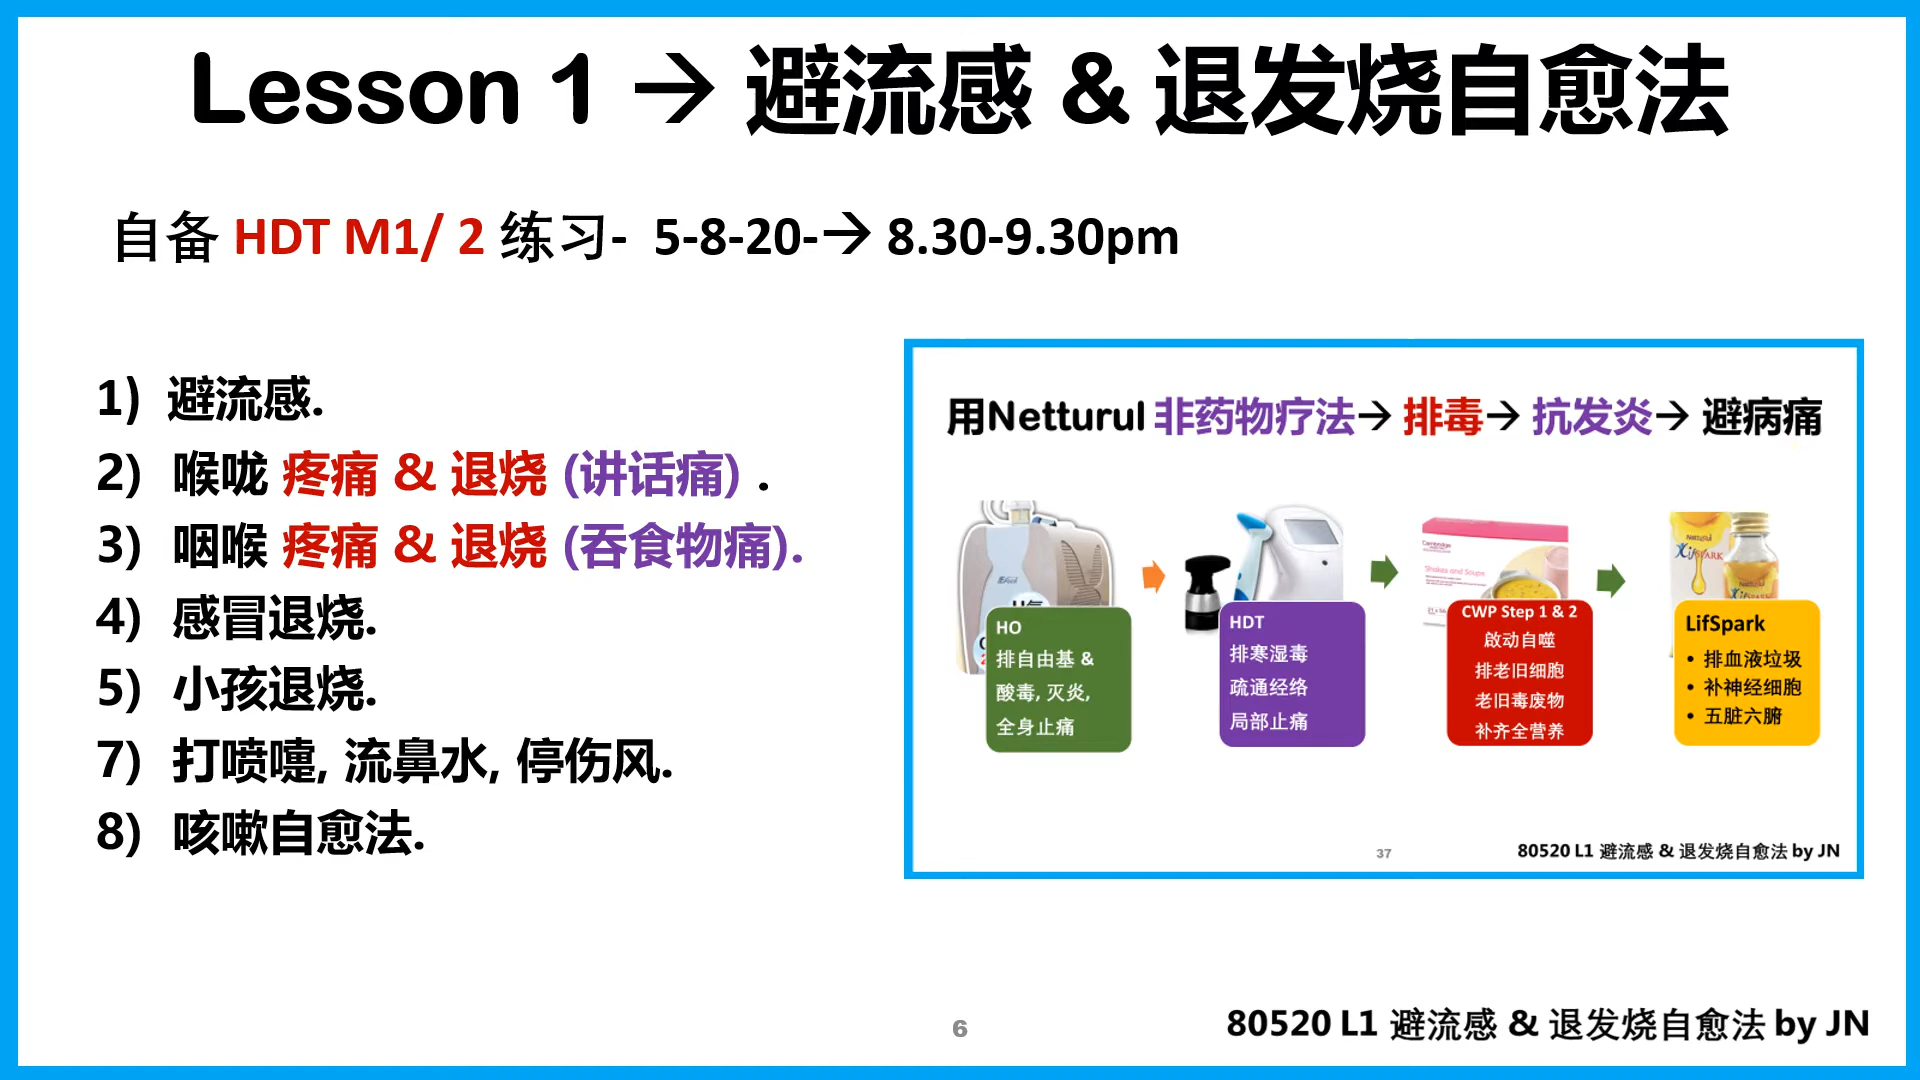 Lesson 1 → 避流感 & 退发烧自愈法
自备 HDT M1/ 2 练习- 5-8-20-→ 8.30-9.30pm
1) 避流感.
2) 喉咙 疼痛 & 退烧 (讲话痛) .
3) 咽喉 疼痛 & 退烧 (吞食物痛).
4) 感冒退烧.
5) 小孩退烧.
7) 打喷嚏, 流鼻水, 停伤风.
8) 咳嗽自愈法.
用Netturul 非药物疗法→ 排毒→ 抗发炎→ 避病痛
HO
排自由基 &
酸毒, 灭炎,
全身止痛
HDT
排寒湿毒
疏通经络
局部止痛
Shakes and Soups
CWP Step 1 & 2
啟动自噬
排老旧细胞
老旧毒废物
补齐全营养
LifSpark
• 排血液垃圾
• 补神经细胞
• 五脏六腑
37
80520 L1 避流感 & 退发烧自愈法 by JN
6
80520 L1 避流感 & 退发烧自愈法 by JN